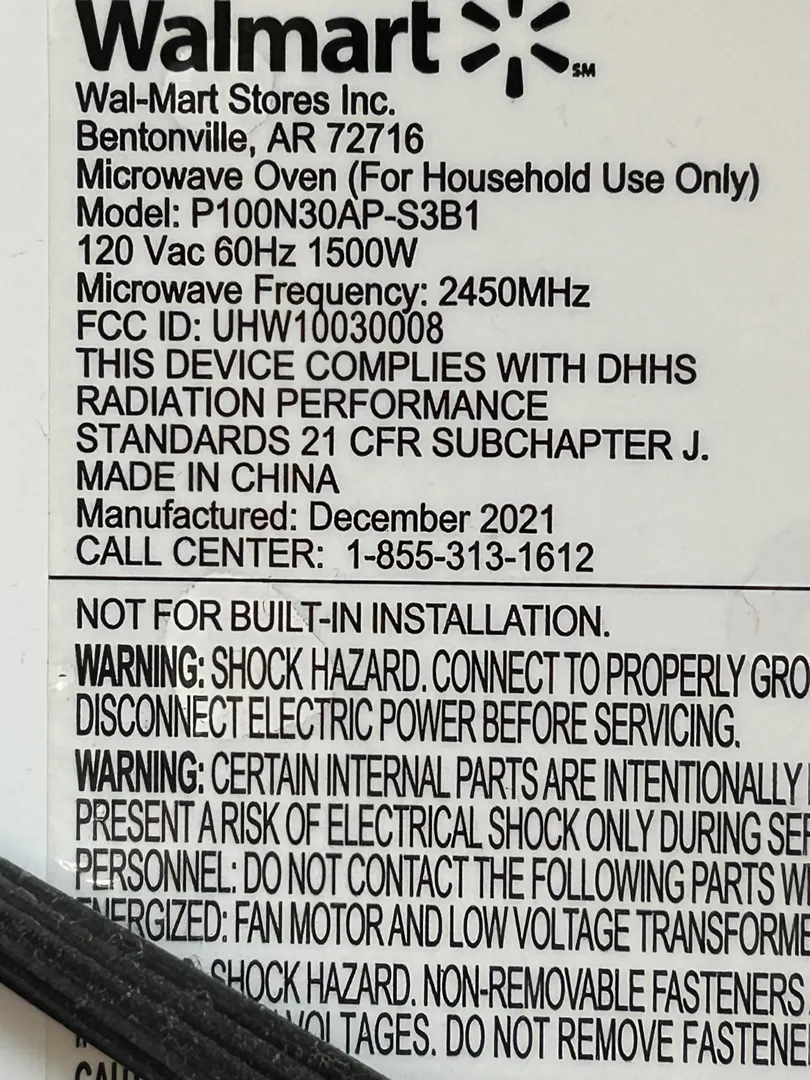 Walmart
SM
Wal-Mart Stores Inc.
Bentonville, AR 72716
Microwave Oven (For Household Use Only)
Model: P100N30AP-S3B1
120 Vac 60Hz 1500W
Microwave Frequency: 2450MHz
FCC ID: UHW10030008
THIS DEVICE COMPLIES WITH DHHS
RADIATION PERFORMANCE
STANDARDS 21 CFR SUBCHAPTER J.
MADE IN CHINA
Manufactured: December 2021
CALL CENTER: 1-855-313-1612
NOT FOR BUILT-IN INSTALLATION.
WARNING: SHOCK HAZARD. CONNECT TO PROPERLY GRO
DISCONNECT ELECTRIC POWER BEFORE SERVICING.
WARNING: CERTAIN INTERNAL PARTS ARE INTENTIONALLY
PRESENT A RISK OF ELECTRICAL SHOCK ONLY DURING SER
PERSONNEL: DO NOT CONTACT THE FOLLOWING PARTS W
ENERGIZED: FAN MOTOR AND LOW VOLTAGE TRANSFORME
SHOCK HAZARD. NON-REMOVABLE FASTENERS
VOLTAGES. DO NOT REMOVE FASTENE